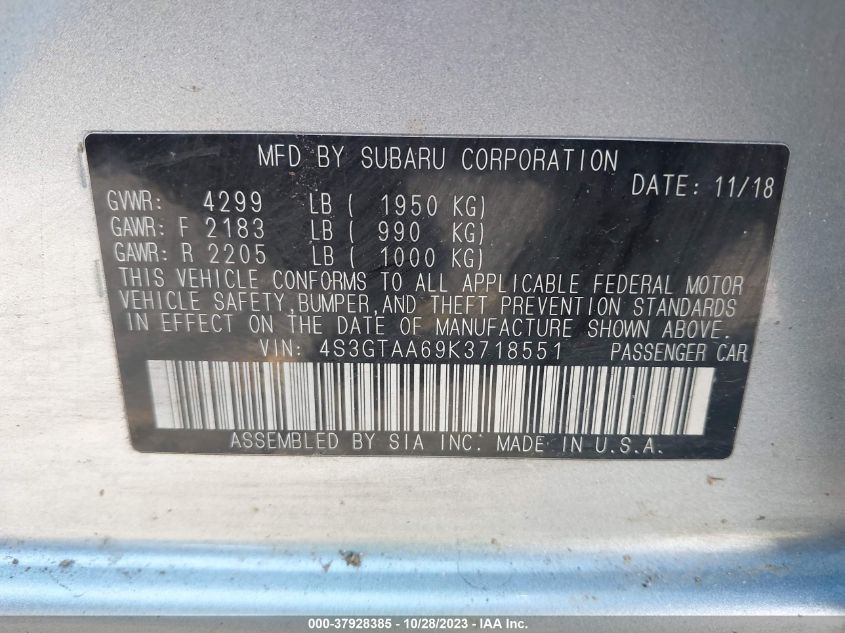 MFD BY SUBARU CORPORATION
DATE: 11/18
GVWR: 4299 LB ( 1950 KG)
GAWR: F 2183 LB ( 990 KG)
GAWR: R 2205 LB ( 1000 KG)
THIS VEHICLE CONFORMS TO ALL APPLICABLE FEDERAL MOTOR
VEHICLE SAFETY,BUMPER,AND THEFT PREVENTION STANDARDS
IN EFFECT ON THE DATE OF MANUFACTURE SHOWN ABOVE.
VIN: 4S3GTAA69K3718551 PASSENGER CAR
ASSEMBLED BY SIA INC. MADE IN U.S.A.
000-37928385 - 10/28/2023 - IAA Inc.